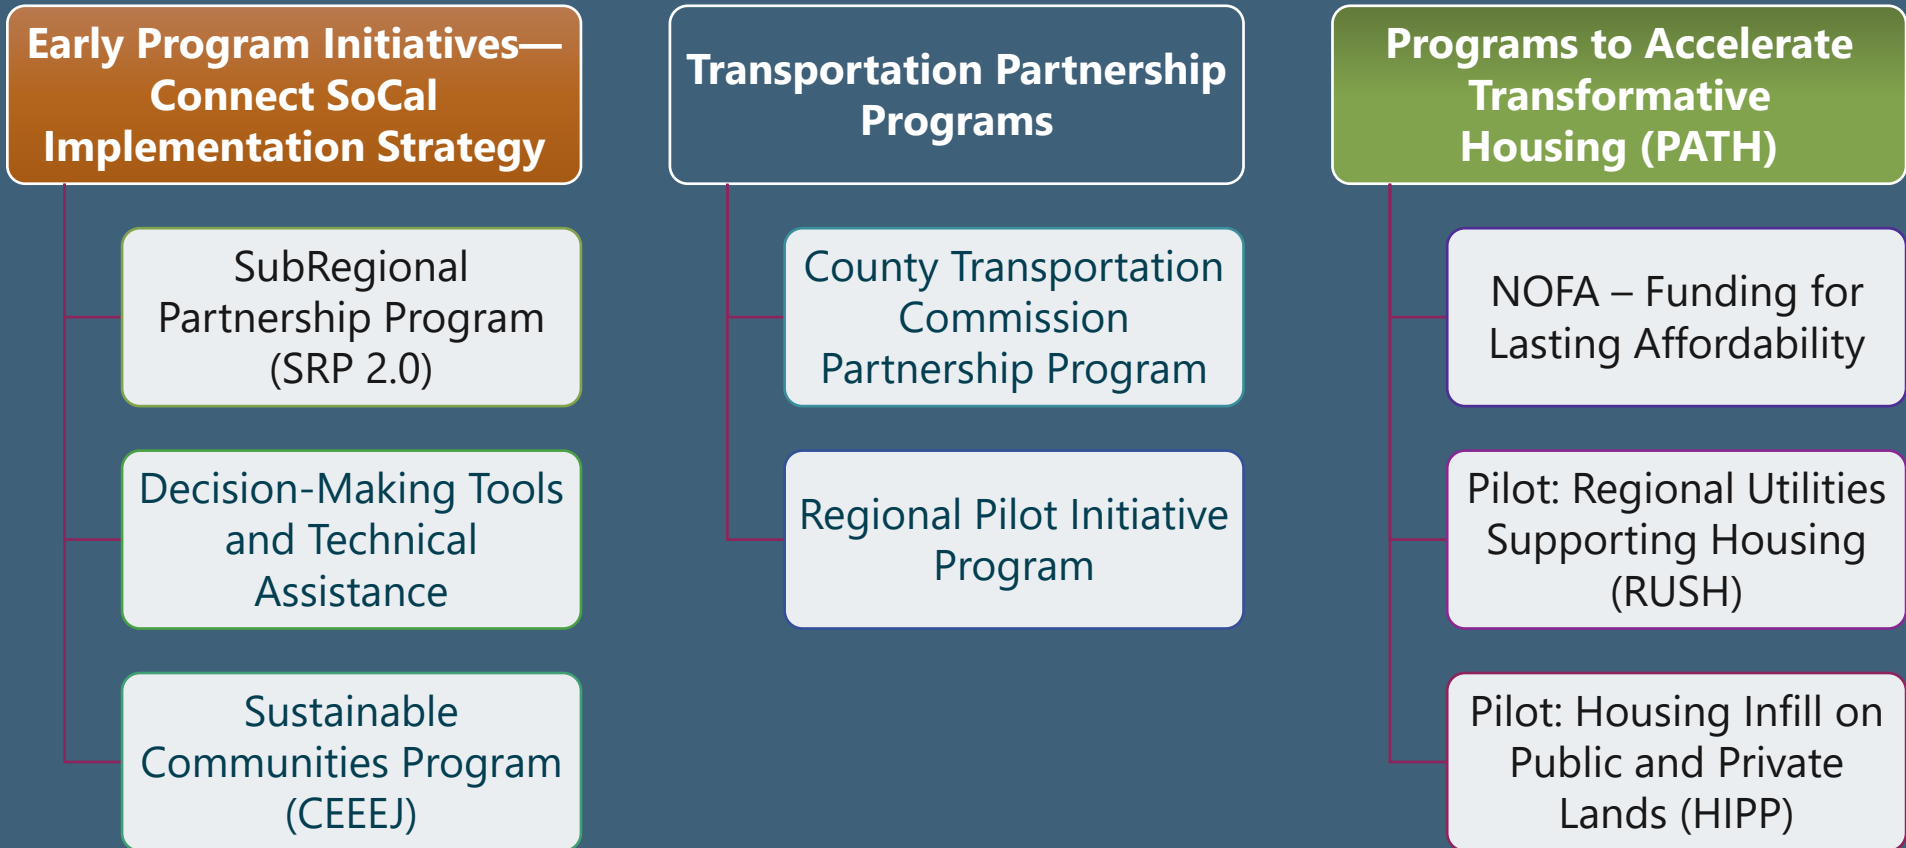 Early Program Initiatives—
Connect SoCal
Implementation Strategy
SubRegional
Partnership Program
(SRP 2.0)
Decision-Making Tools
and Technical
Assistance
Sustainable
Communities Program
(CEEEJ)
Transportation Partnership
Programs
County Transportation
Commission
Partnership Program
Regional Pilot Initiative
Program
Programs to Accelerate
Transformative
Housing (PATH)
NOFA – Funding for
Lasting Affordability
Pilot: Regional Utilities
Supporting Housing
(RUSH)
Pilot: Housing Infill on
Public and Private
Lands (HIPP)